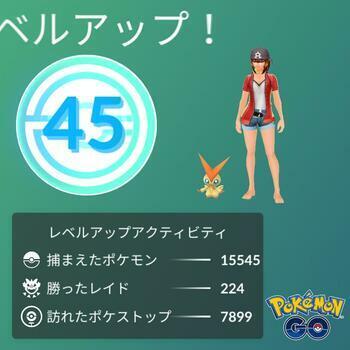 ベルアップ！
45
レベルアップアクティビティ
捕まえたポケモン 15545
勝ったレイド 224
訪れたポケストップ 7899
POKÉMON
GO